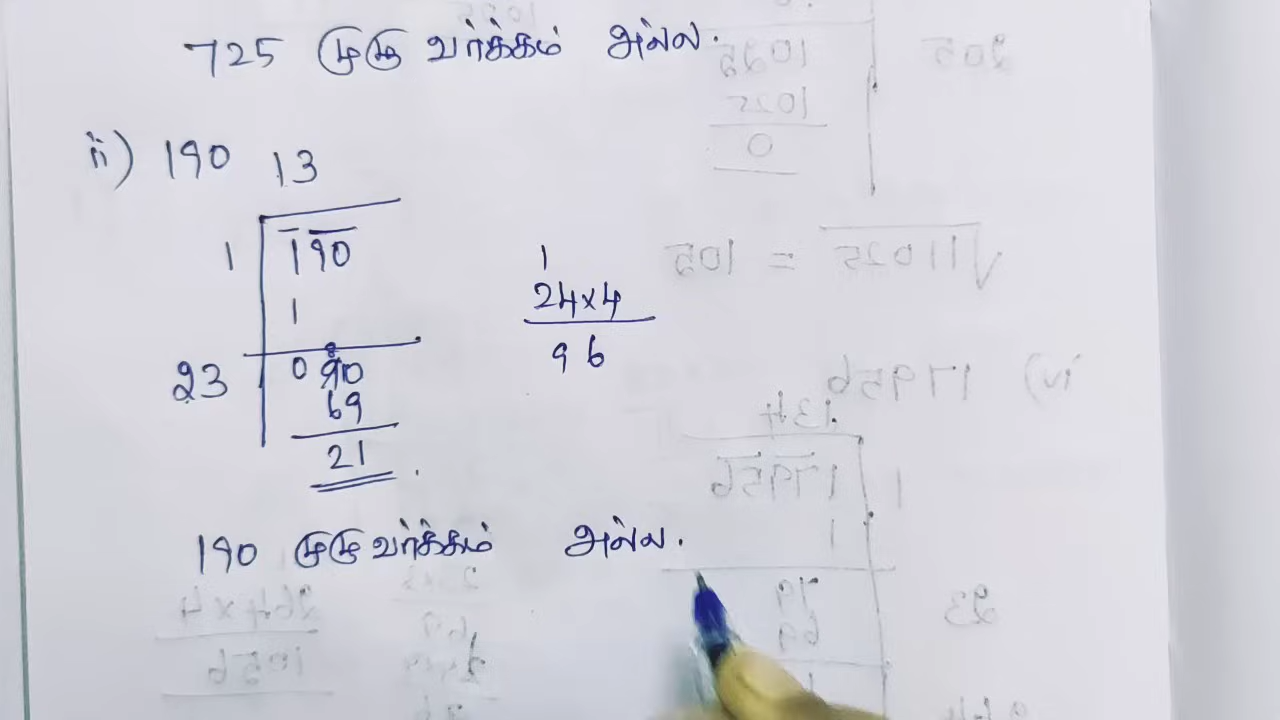 725 முழு வர்க்கம் அல்ல.
ii) 190
13
1 190
1
23 090
8
69
21
1
24x4
96
190 முழு வர்க்கம் அல்ல.